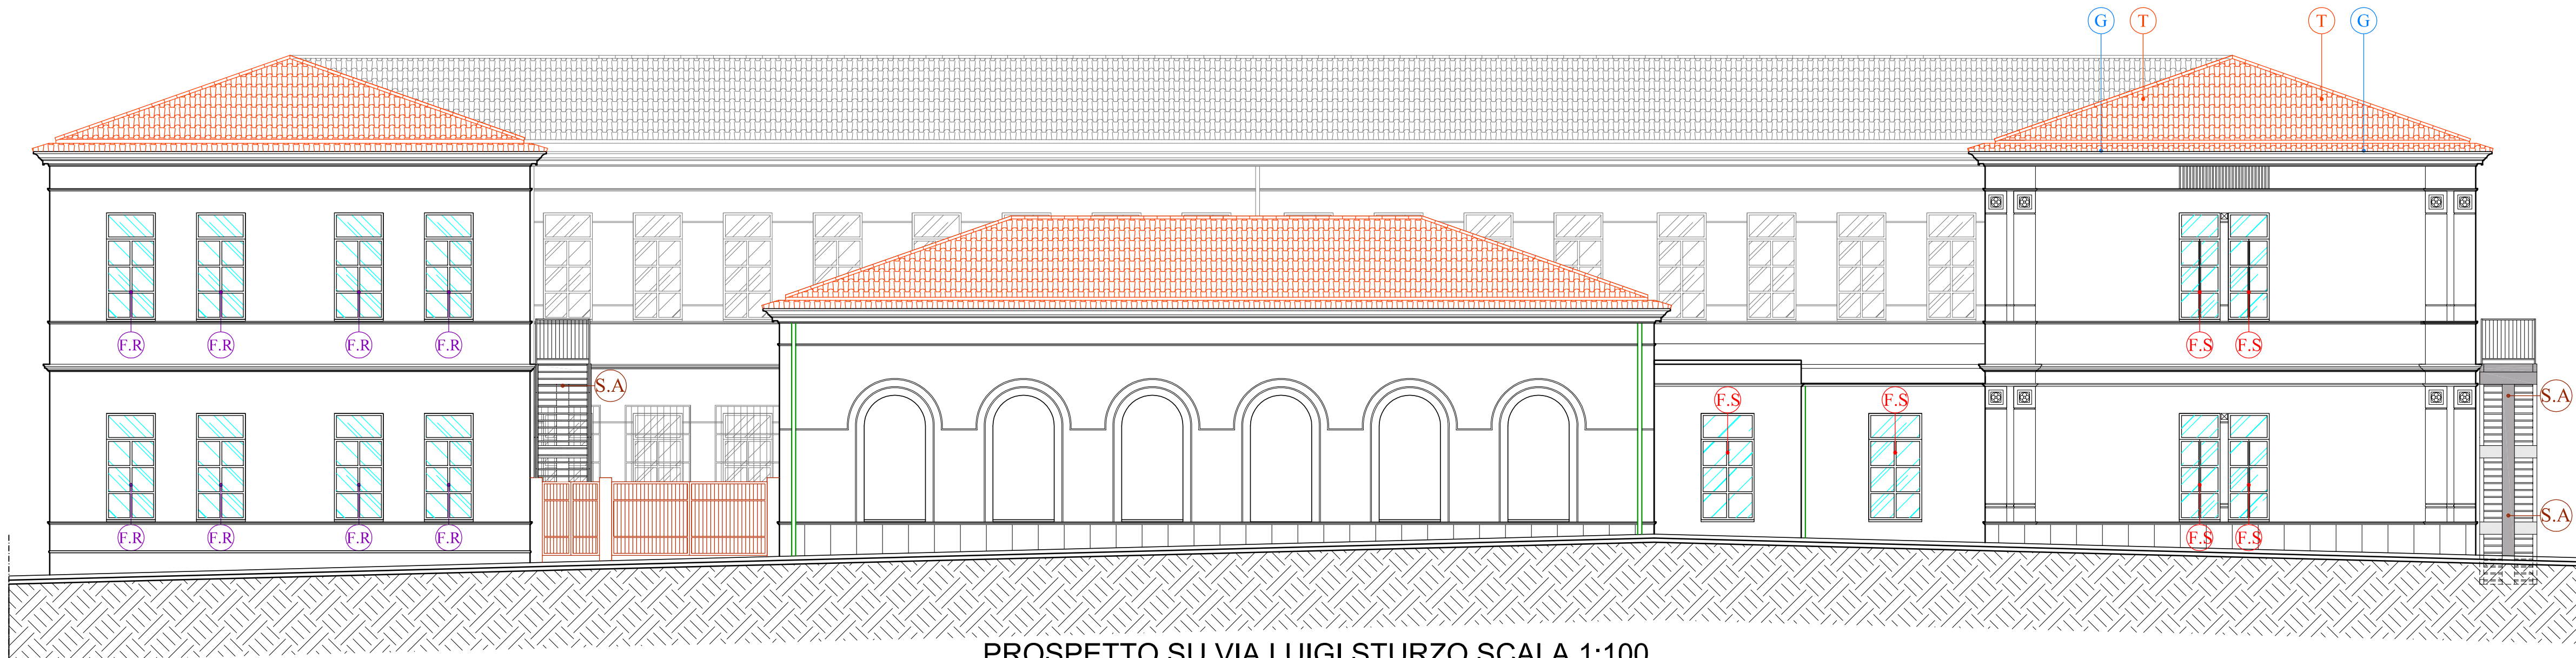 G T T G
F.R F.R F.R F.R F.S F.S
S.A F.S F.S S.A
S.A
F.R F.R F.R F.R F.S F.S
PROSPETTO SU VIA LUIGI STURZO SCALA 1:100